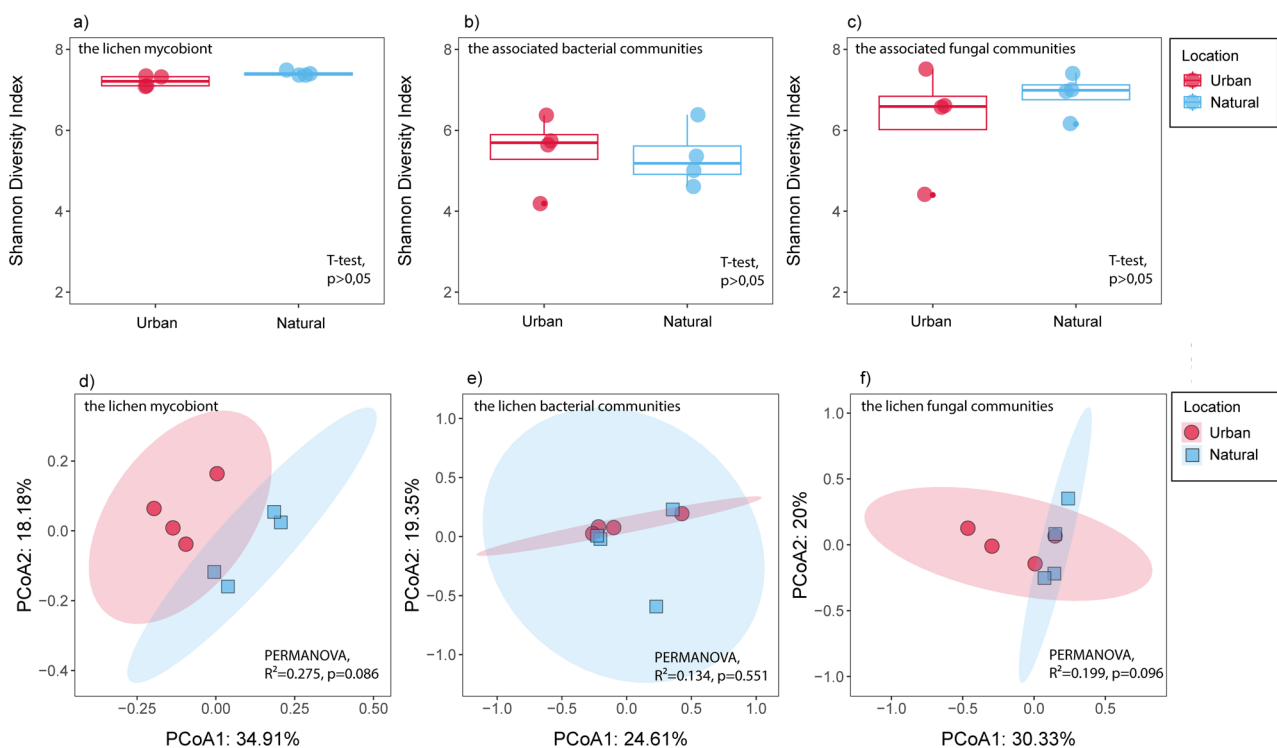 a)
the lichen mycobiont
Shannon Diversity Index
8
6
4
2
T-test,
p>0,05
Urban
Natural
b)
the associated bacterial communities
Shannon Diversity Index
8
6
4
2
T-test,
p>0,05
Urban
Natural
c)
the associated fungal communities
Shannon Diversity Index
8
6
4
2
T-test,
p>0,05
Urban
Natural
Location
Urban
Natural
d)
the lichen mycobiont
PCoA2: 18.18%
0.2
0.0
−0.2
−0.4
PERMANOVA,
R²=0.275, p=0.086
−0.25
0.00
0.25
0.50
PCoA1: 34.91%
e)
the lichen bacterial communities
PCoA2: 19.35%
1.0
0.5
0.0
−0.5
−1.0
PERMANOVA,
R²=0.134, p=0.551
−1.0
−0.5
0.0
0.5
1.0
PCoA1: 24.61%
f)
the lichen fungal communities
PCoA2: 20%
1.0
0.5
0.0
−0.5
−1.0
PERMANOVA,
R²=0.199, p=0.096
−1.0
−0.5
0.0
0.5
PCoA1: 30.33%
Location
Urban
Natural